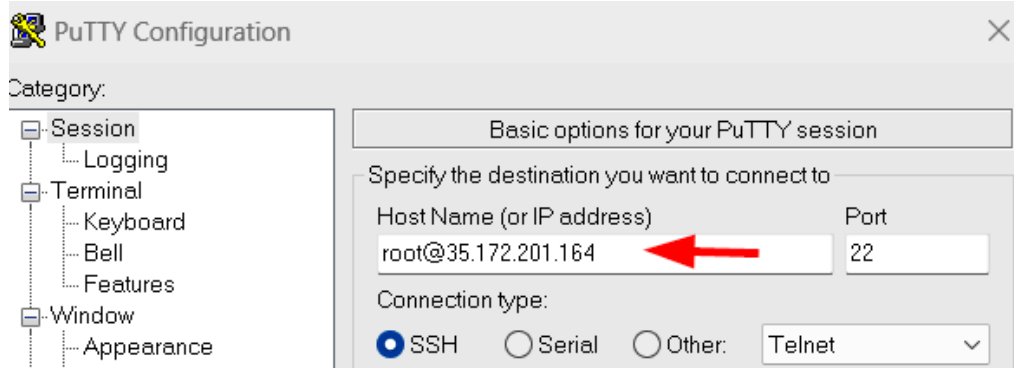 PuTTY Configuration
Category:
Session
Logging
Terminal
Keyboard
Bell
Features
Window
Appearance
Basic options for your PuTTY session
Specify the destination you want to connect to
Host Name (or IP address) Port
root@35.172.201.164 22
Connection type:
SSH Serial Other: Telnet